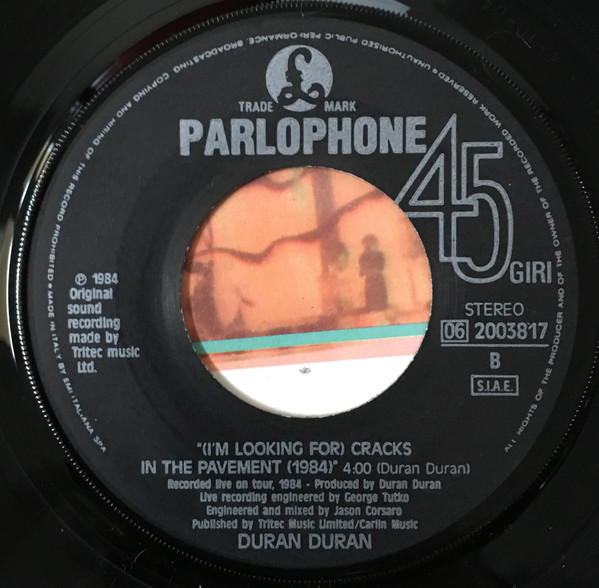 COPYING AND HIRING OF THIS RECORD PROHIBITED • MADE IN ITALY BY EMI ITALIANA SPA
ALL RIGHTS OF THE PRODUCER AND OF THE OWNER OF THE RECORDED WORK RESERVED • UNAUTHORISED PUBLIC PERFORMANCE, BROADCASTING
£
TRADE MARK
PARLOPHONE
45
GIRI
STEREO
06 2003817
B
S.I.A.E.
℗ 1984
Original
sound
recording
made by
Tritec music
Ltd.
"(I'M LOOKING FOR) CRACKS
IN THE PAVEMENT (1984)" 4:00 (Duran Duran)
Recorded live on tour, 1984 - Produced by Duran Duran
Live recording engineered by George Tutko
Engineered and mixed by Jason Corsaro
Published by Tritec Music Limited/Carlin Music
DURAN DURAN